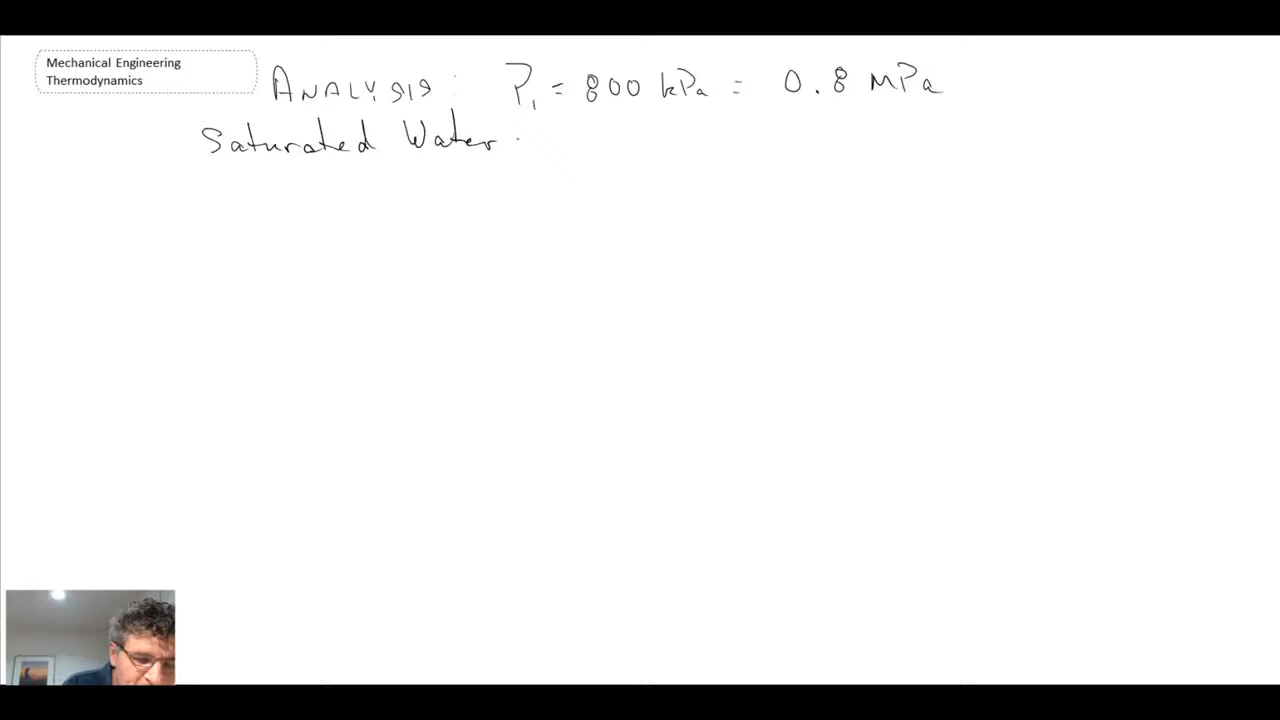 Mechanical Engineering
Thermodynamics
ANALYSIS : P₁ = 800 kPa = 0.8 MPa
Saturated Water